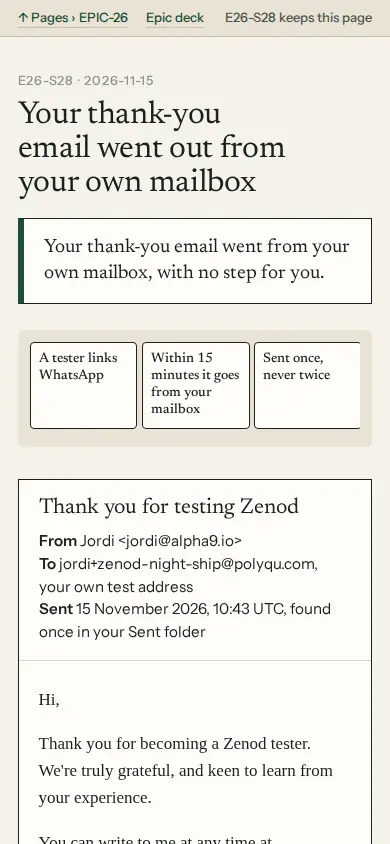 ↑ Pages › EPIC-26 Epic deck E26-S28 keeps this page
E26-S28 · 2026-11-15
Your thank-you
email went out from
your own mailbox
Your thank-you email went from your
own mailbox, with no step for you.
A tester links
WhatsApp
Within 15
minutes it goes
from your
mailbox
Sent once,
never twice
Thank you for testing Zenod
From Jordi <jordi@alpha9.io>
To jordi+zenod-night-ship@polyqu.com,
your own test address
Sent 15 November 2026, 10:43 UTC, found
once in your Sent folder
Hi,
Thank you for becoming a Zenod tester.
We're truly grateful, and keen to learn from
your experience.
You can write to me at any time at